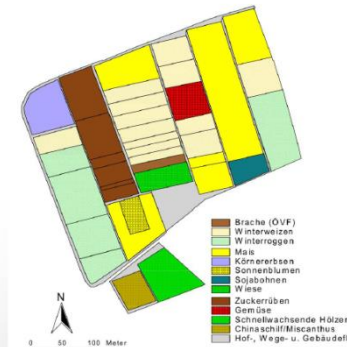 Brache (ÖVF)
Winterweizen
Winterroggen
Mais
Körnererbsen
Sonnenblumen
Sojabohnen
Wiese
Zuckerrüben
Gemüse
Schnellwachsende Hölzer
Chinaschilf/Miscanthus
Hof-, Wege- u. Gebäudefl
N
0 50 100 Meter